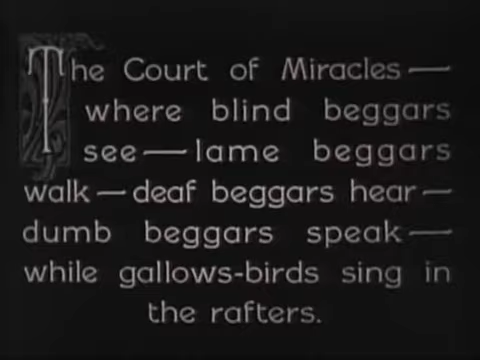 The Court of Miracles—
where blind beggars
see—lame beggars
walk—deaf beggars hear—
dumb beggars speak—
while gallows-birds sing in
the rafters.